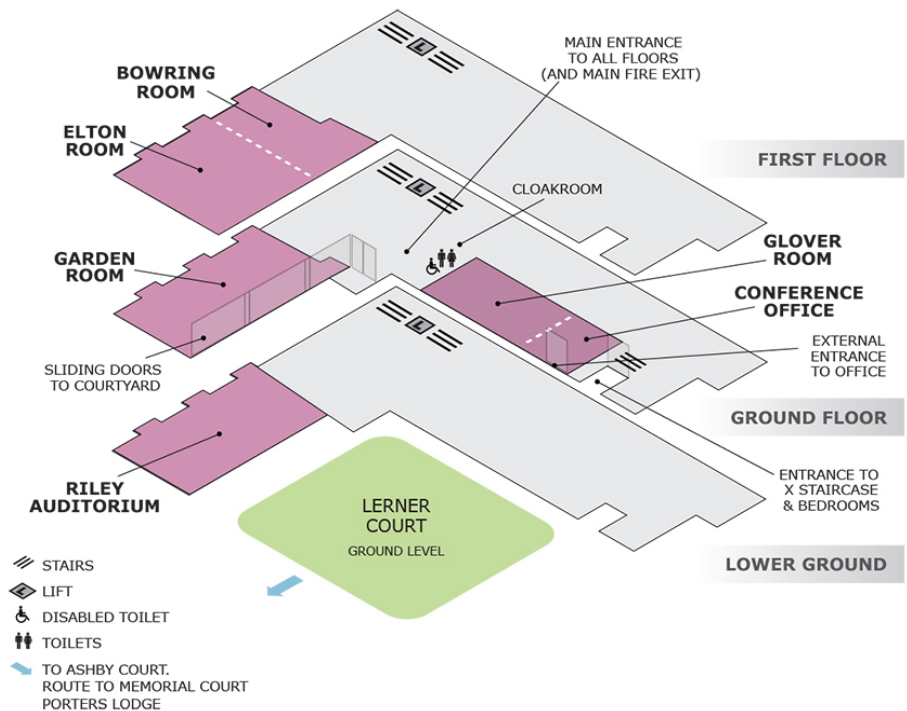 MAIN ENTRANCE
TO ALL FLOORS
(AND MAIN FIRE EXIT)
BOWRING
ROOM
ELTON
ROOM
FIRST FLOOR
CLOAKROOM
GLOVER
ROOM
GARDEN
ROOM
CONFERENCE
OFFICE
SLIDING DOORS
TO COURTYARD
EXTERNAL
ENTRANCE
TO OFFICE
GROUND FLOOR
RILEY
AUDITORIUM
ENTRANCE TO
X STAIRCASE
& BEDROOMS
LERNER
COURT
GROUND LEVEL
LOWER GROUND
STAIRS
LIFT
DISABLED TOILET
TOILETS
TO ASHBY COURT.
ROUTE TO MEMORIAL COURT
PORTERS LODGE